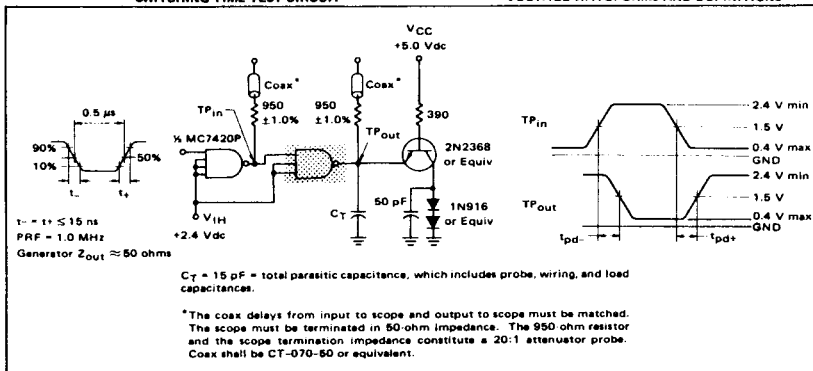 SWITCHING TIME TEST CIRCUIT
VOLTAGE WAVEFORMS AND DEFINITIONS
VCC
+5.0 Vdc
Coax*
Coax*
0.5 µs
TPin
950
±1.0%
950
±1.0%
390
90%
10%
50%
½ MC7420P
TPout
2N2368
or Equiv
t–
t+
50 pF
1N916
or Equiv
CT
VIH
+2.4 Vdc
t– = t+ ≤ 15 ns
PRF = 1.0 MHz
Generator Zout ≈ 50 ohms
TPin
2.4 V min
1.5 V
0.4 V max
GND
TPout
2.4 V min
1.5 V
0.4 V max
GND
tpd–
tpd+
CT = 15 pF = total parasitic capacitance, which includes probe, wiring, and load
capacitances.
*The coax delays from input to scope and output to scope must be matched.
The scope must be terminated in 50-ohm impedance. The 950-ohm resistor
and the scope termination impedance constitute a 20:1 attenuator probe.
Coax shall be CT-070-50 or equivalent.